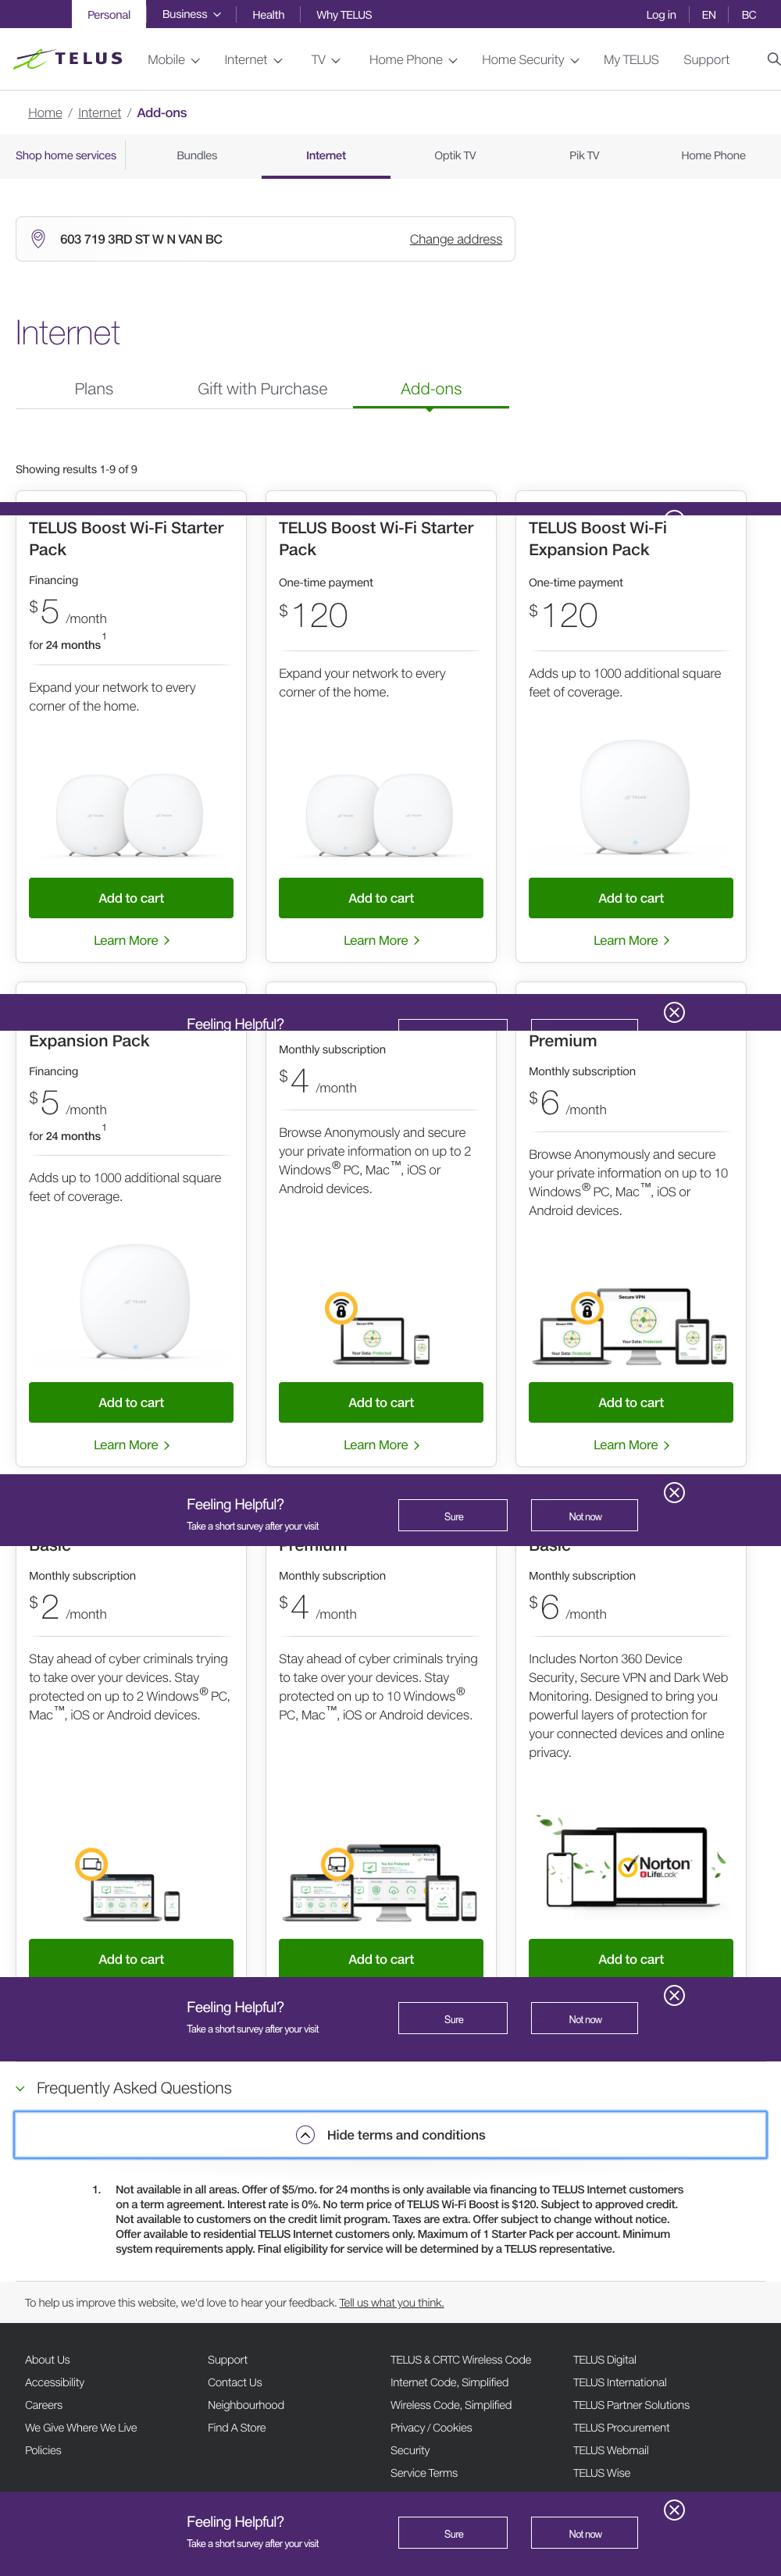 Personal Business Health Why TELUS Log in EN BC
TELUS Mobile Internet TV Home Phone Home Security My TELUS Support
Home / Internet / Add-ons
Shop home services Bundles Internet Optik TV Pik TV Home Phone
603 719 3RD ST W N VAN BC Change address
Internet
Plans Gift with Purchase Add-ons
Showing results 1-9 of 9
TELUS Boost Wi-Fi Starter
Pack
Financing
$5 /month
for 24 months1
Expand your network to every
corner of the home.
Add to cart
Learn More
TELUS Boost Wi-Fi Starter
Pack
One-time payment
$120
Expand your network to every
corner of the home.
Add to cart
Learn More
TELUS Boost Wi-Fi
Expansion Pack
One-time payment
$120
Adds up to 1000 additional square
feet of coverage.
TELUS
Add to cart
Learn More
Feeling Helpful?
Expansion Pack
Financing
$5 /month
for 24 months1
Adds up to 1000 additional square
feet of coverage.
TELUS
Add to cart
Learn More
Monthly subscription
$4 /month
Browse Anonymously and secure
your private information on up to 2
Windows® PC, Mac™, iOS or
Android devices.
Your Data: Protected
Add to cart
Learn More
Premium
Monthly subscription
$6 /month
Browse Anonymously and secure
your private information on up to 10
Windows® PC, Mac™, iOS or
Android devices.
Secure VPN
Your Data: Protected
Add to cart
Learn More
Feeling Helpful?
Take a short survey after your visit
Sure Not now
Basic
Monthly subscription
$2 /month
Stay ahead of cyber criminals trying
to take over your devices. Stay
protected on up to 2 Windows® PC,
Mac™, iOS or Android devices.
Add to cart
Premium
Monthly subscription
$4 /month
Stay ahead of cyber criminals trying
to take over your devices. Stay
protected on up to 10 Windows®
PC, Mac™, iOS or Android devices.
Add to cart
Basic
Monthly subscription
$6 /month
Includes Norton 360 Device
Security, Secure VPN and Dark Web
Monitoring. Designed to bring you
powerful layers of protection for
your connected devices and online
privacy.
Norton
LifeLock
Add to cart
Feeling Helpful?
Take a short survey after your visit
Sure Not now
Frequently Asked Questions
Hide terms and conditions
1. Not available in all areas. Offer of $5/mo. for 24 months is only available via financing to TELUS Internet customers
on a term agreement. Interest rate is 0%. No term price of TELUS Wi-Fi Boost is $120. Subject to approved credit.
Not available to customers on the credit limit program. Taxes are extra. Offer subject to change without notice.
Offer available to residential TELUS Internet customers only. Maximum of 1 Starter Pack per account. Minimum
system requirements apply. Final eligibility for service will be determined by a TELUS representative.
To help us improve this website, we'd love to hear your feedback. Tell us what you think.
About Us
Accessibility
Careers
We Give Where We Live
Policies
Support
Contact Us
Neighbourhood
Find A Store
TELUS & CRTC Wireless Code
Internet Code, Simplified
Wireless Code, Simplified
Privacy / Cookies
Security
Service Terms
TELUS Digital
TELUS International
TELUS Partner Solutions
TELUS Procurement
TELUS Webmail
TELUS Wise
Feeling Helpful?
Take a short survey after your visit
Sure Not now